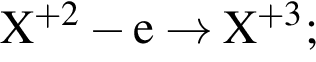 X⁺² − e → X⁺³;